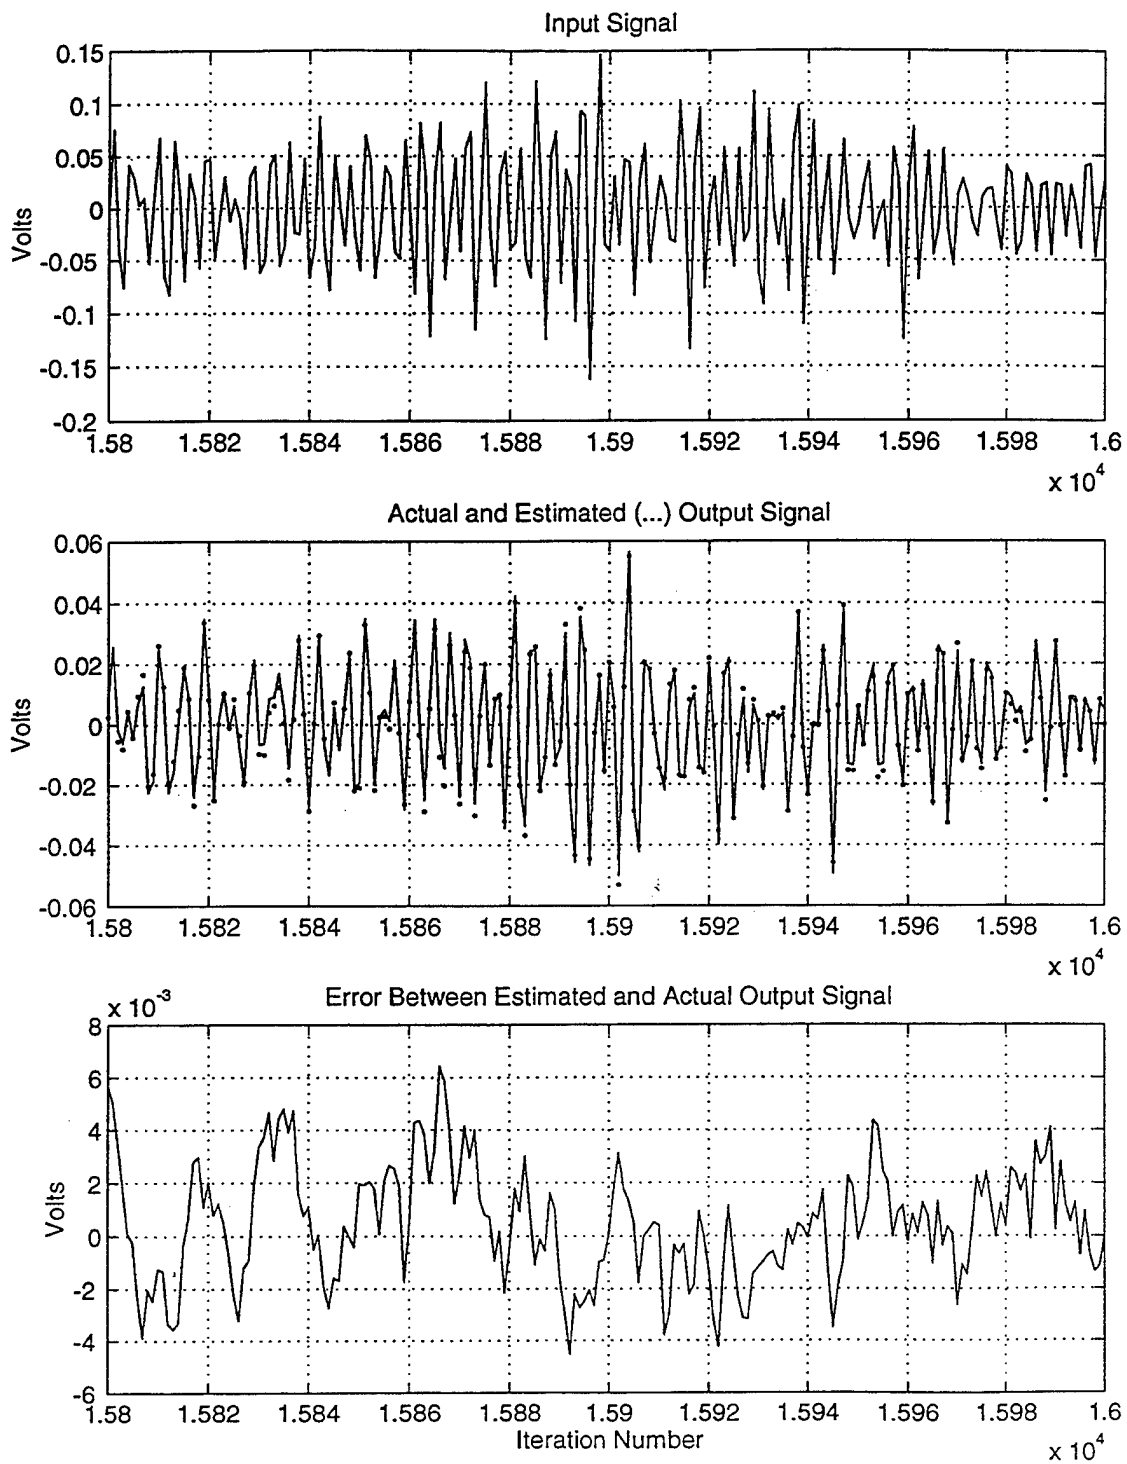 Input Signal
0.15
0.1
0.05
0
-0.05
-0.1
-0.15
-0.2
Volts
1.58 1.582 1.584 1.586 1.588 1.59 1.592 1.594 1.596 1.598 1.6
x 10^4
Actual and Estimated (...) Output Signal
0.06
0.04
0.02
0
-0.02
-0.04
-0.06
Volts
1.58 1.582 1.584 1.586 1.588 1.59 1.592 1.594 1.596 1.598 1.6
x 10^4
x 10^-3
Error Between Estimated and Actual Output Signal
8
6
4
2
0
-2
-4
-6
Volts
1.58 1.582 1.584 1.586 1.588 1.59 1.592 1.594 1.596 1.598 1.6
Iteration Number
x 10^4